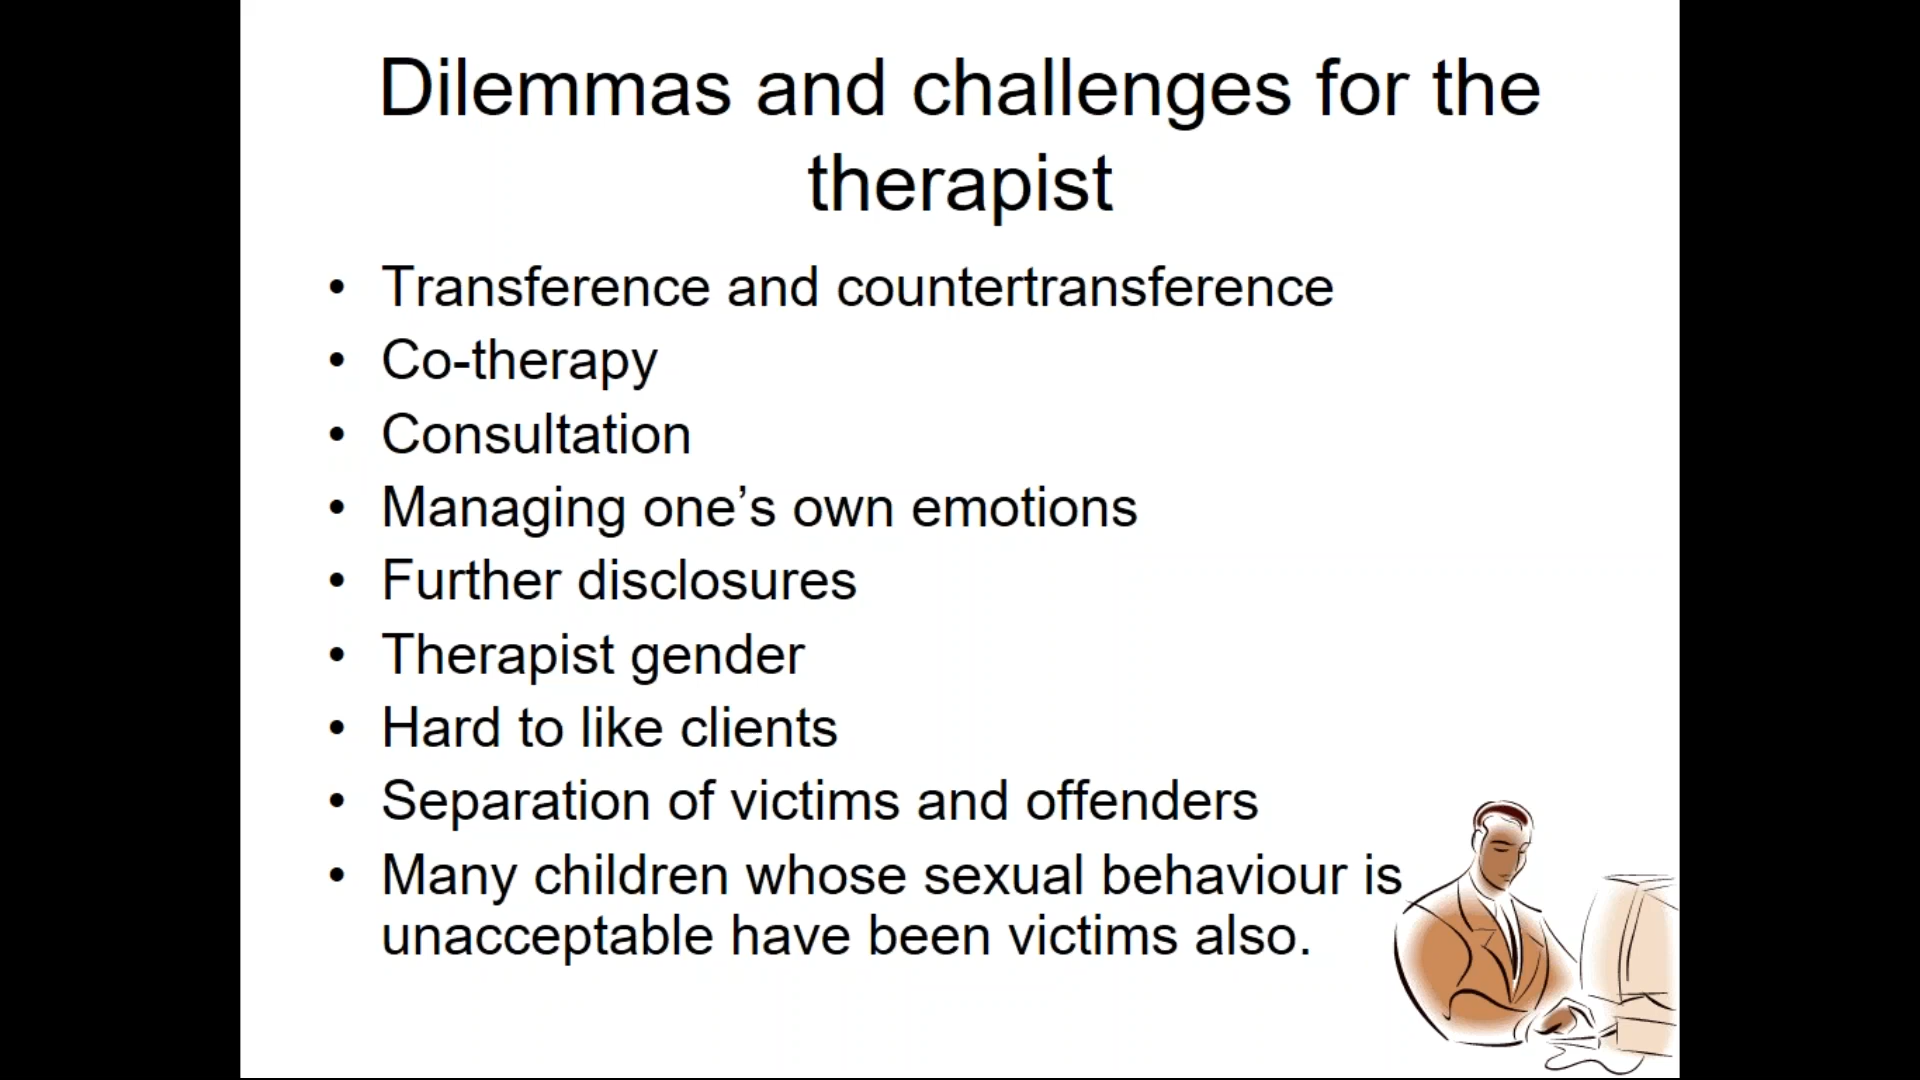 Dilemmas and challenges for the
therapist
• Transference and countertransference
• Co-therapy
• Consultation
• Managing one’s own emotions
• Further disclosures
• Therapist gender
• Hard to like clients
• Separation of victims and offenders
• Many children whose sexual behaviour is
unacceptable have been victims also.